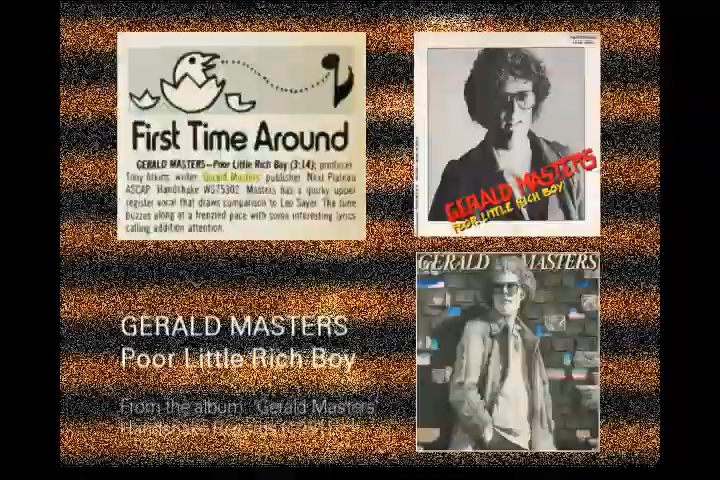 First Time Around
GERALD MASTERS—Poor Little Rich Boy (3:14); producer
Tony Atkins; writer: Gerald Masters; publisher: Next Plateau
ASCAP. Handshake WS75302. Masters has a quirky upper
register vocal that draws comparison to Leo Sayer. The tune
buzzes along at a frenzied pace with some interesting lyrics
calling addition attention.
GERALD MASTERS
POOR LITTLE RICH BOY
GERALD MASTERS
GERALD MASTERS
Poor Little Rich Boy
From the album "Gerald Masters"